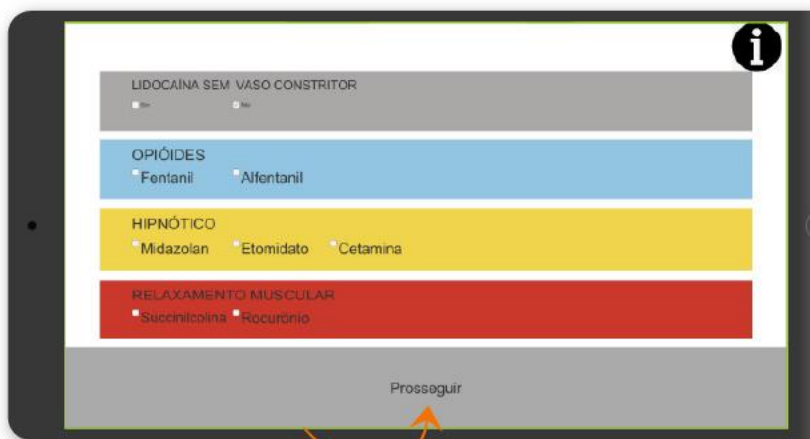 i
LIDOCAÍNA SEM VASO CONSTRITOR
OPIÓIDES
Fentanil Alfentanil
HIPNÓTICO
Midazolan Etomidato Cetamina
RELAXAMENTO MUSCULAR
Succinilcolina Rocurônio
Prosseguir